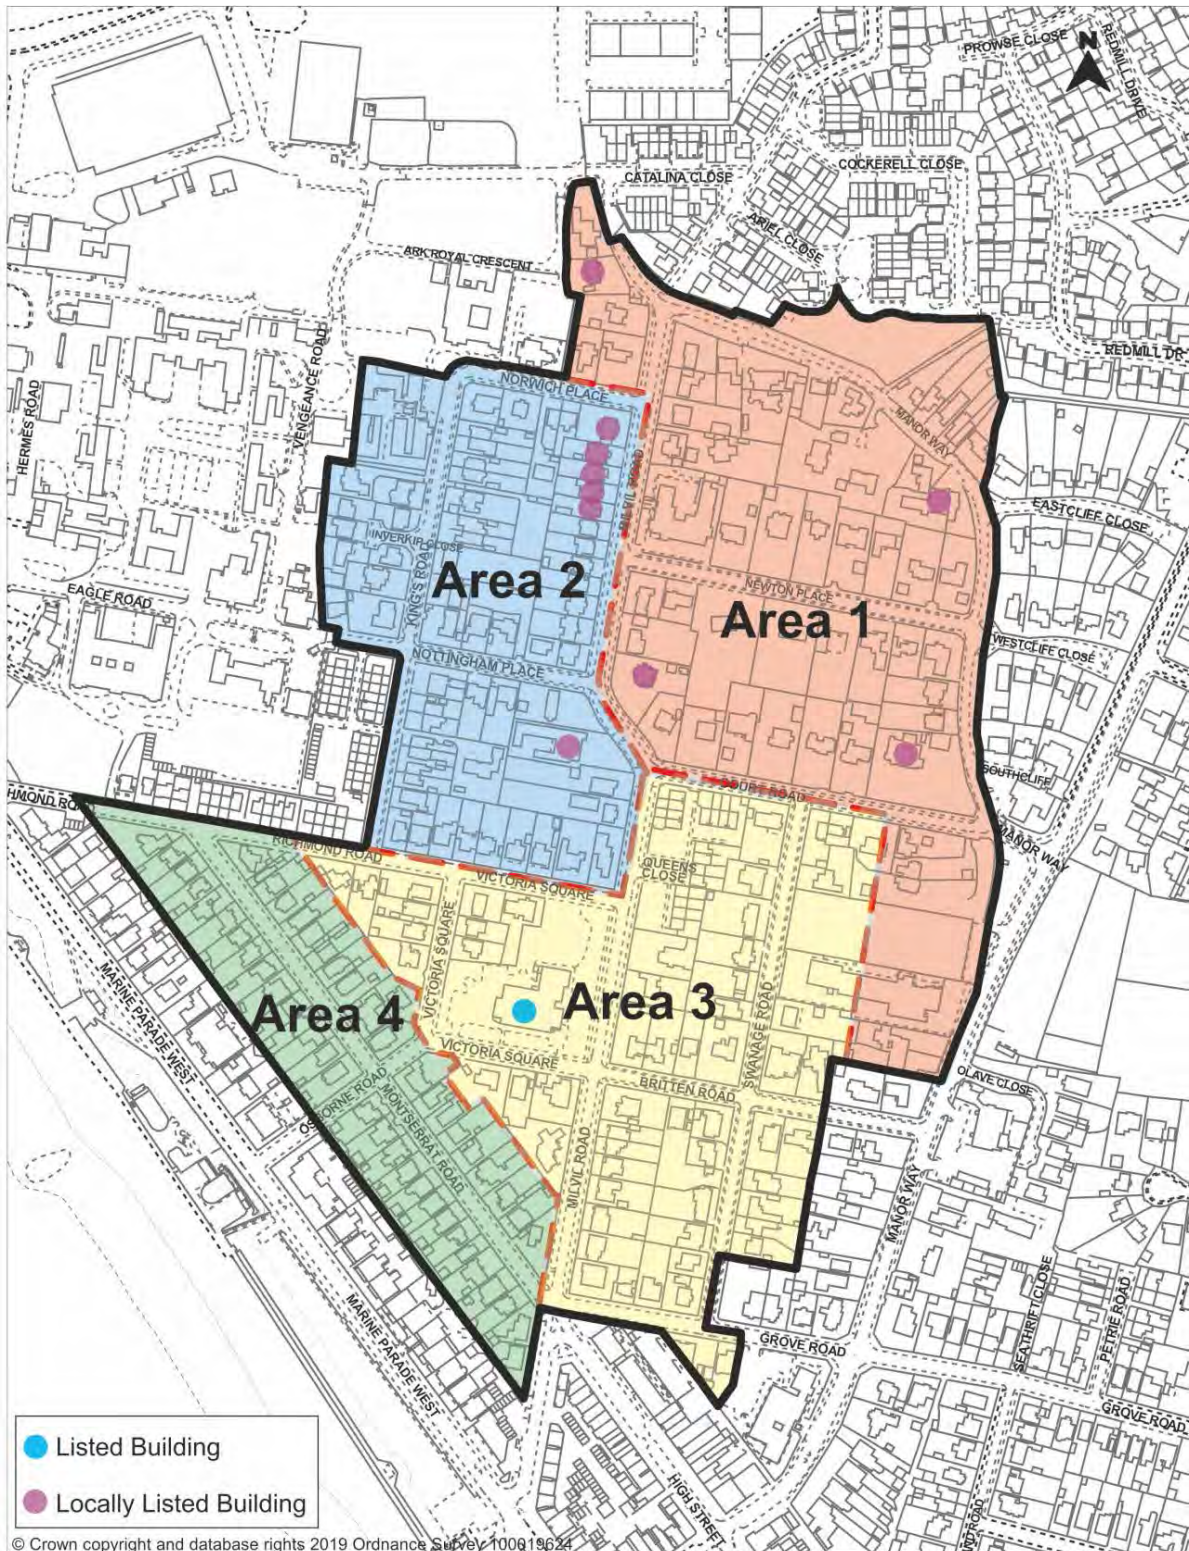 PROWSE CLOSE
REDMILL DRIVE
N
CATALINA CLOSE
COCKERELL CLOSE
ARIEL CLOSE
ARK ROYAL CRESCENT
HERMES ROAD
VENGEANCE ROAD
NORWICH PLACE
REDMILL DR
MANOR WAY
MILVIL ROAD
EASTCLIFF CLOSE
INVERKIP CLOSE
KING'S ROAD
Area 2
EAGLE ROAD
NEWTON PLACE
Area 1
WESTCLIFE CLOSE
NOTTINGHAM PLACE
SOUTHCLIFF
COURT ROAD
HMOND ROAD
MANOR WAY
RICHMOND ROAD
QUEENS
CLOSE
VICTORIA SQUARE
VICTORIA SQUARE
MARINE PARADE WEST
Area 4
Area 3
SWANAGE ROAD
VICTORIA SQUARE
BRITTEN ROAD
OLAVE CLOSE
OSBORNE ROAD
MONTSERRAT ROAD
MILVIL ROAD
MANOR WAY
MARINE PARADE WEST
GROVE ROAD
SEATHRIFT CLOSE
PETRIE ROAD
GROVE ROAD
HIGH STREET
Listed Building
Locally Listed Building
© Crown copyright and database rights 2019 Ordnance Survey 100019624